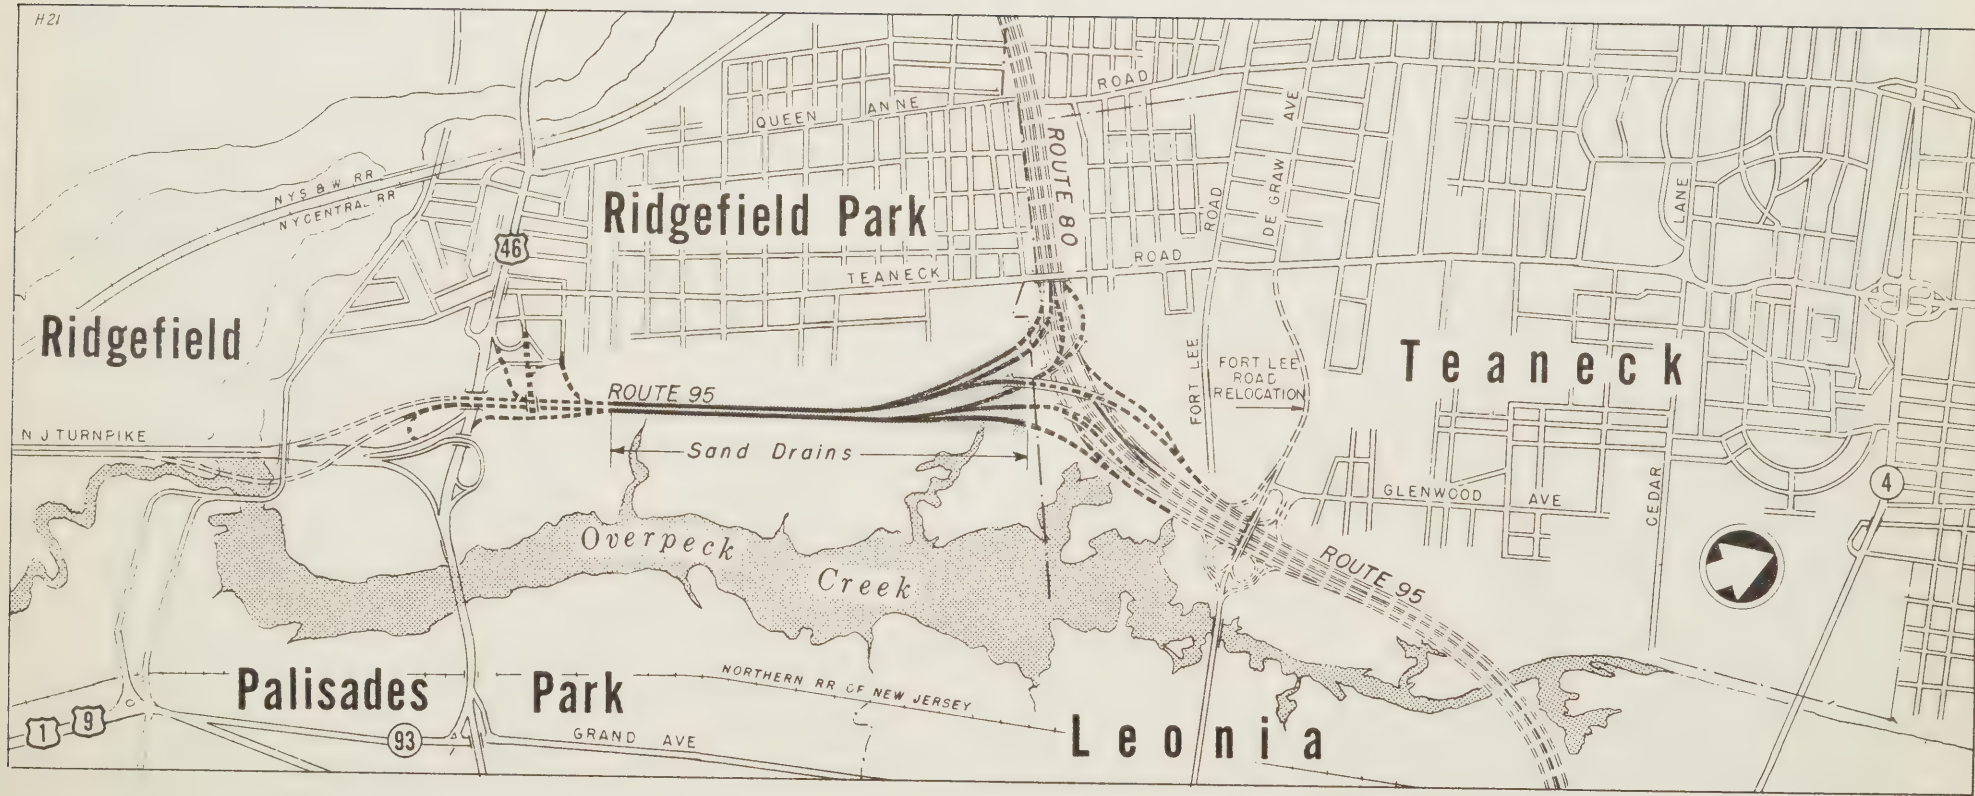 H21
ROAD
QUEEN ANNE
AVE
ROUTE 80
NYS & W RR
NY CENTRAL RR
DE GRAW
LANE
ROAD
Ridgefield Park
46
ROAD
TEANECK
Ridgefield
Teaneck
FORT LEE
FORT LEE
ROAD
RELOCATION
ROUTE 95
N J TURNPIKE
Sand Drains
CEDAR
GLENWOOD AVE
4
Overpeck
Creek
ROUTE 95
Palisades Park
NORTHERN RR OF NEW JERSEY
1
9
93
GRAND AVE
Leonia